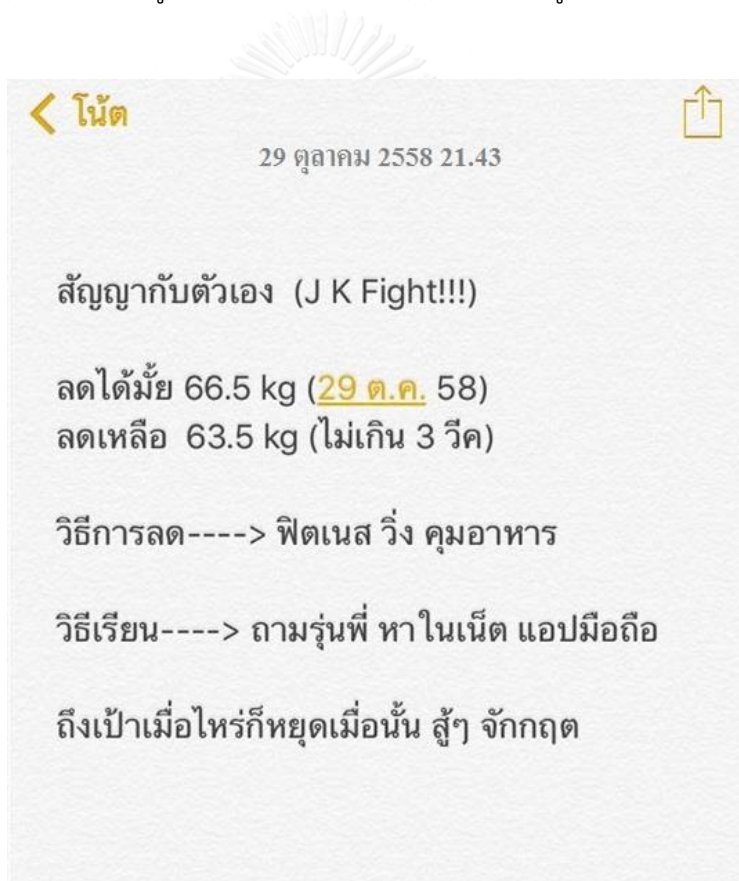 โน้ต
29 ตุลาคม 2558 21.43
สัญญากับตัวเอง (J K Fight!!!)
ลดได้มั้ย 66.5 kg (29 ต.ค. 58)
ลดเหลือ 63.5 kg (ไม่เกิน 3 วีค)
วิธีการลด----> ฟิตเนส วิ่ง คุมอาหาร
วิธีเรียน----> ถามรุ่นพี่ หาในเน็ต แอปมือถือ
ถึงเป้าเมื่อไหร่ก็หยุดเมื่อนั้น สู้ๆ จักกฤต